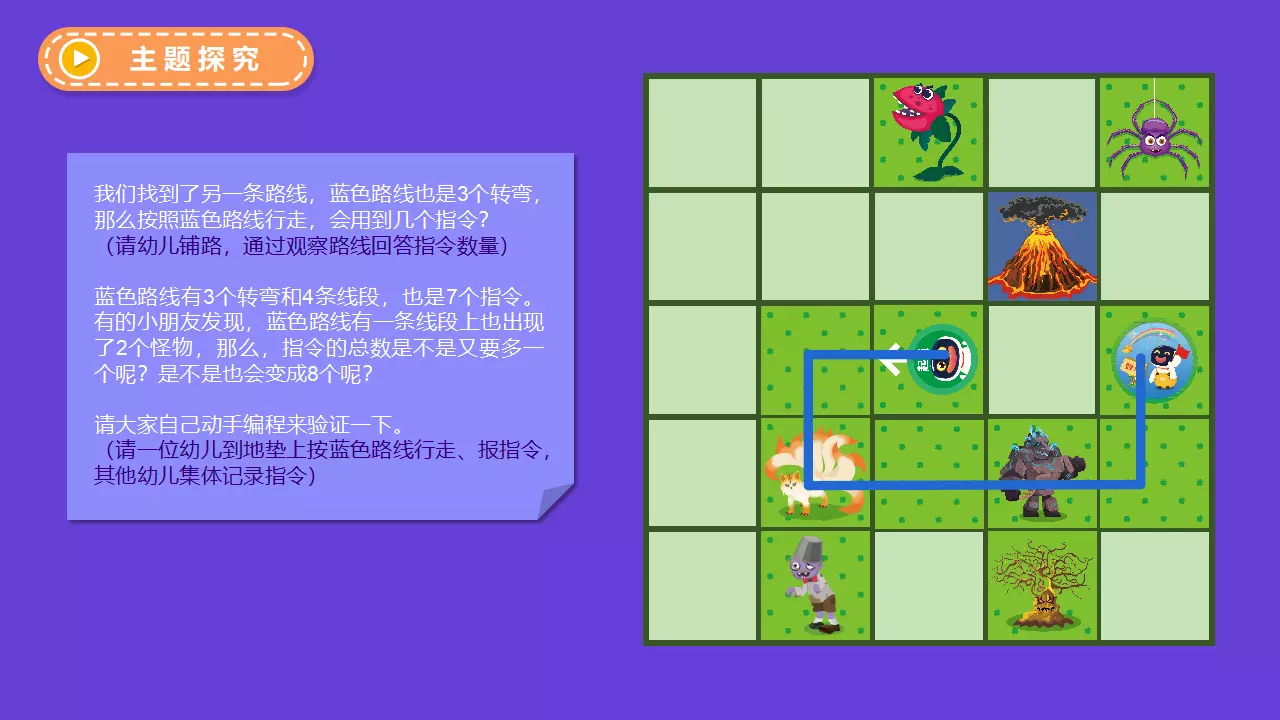 主题探究
我们找到了另一条路线，蓝色路线也是3个转弯，
那么按照蓝色路线行走，会用到几个指令？
（请幼儿铺路，通过观察路线回答指令数量）
蓝色路线有3个转弯和4条线段，也是7个指令。
有的小朋友发现，蓝色路线有一条线段上也出现
了2个怪物，那么，指令的总数是不是又要多一
个呢？是不是也会变成8个呢？
请大家自己动手编程来验证一下。
（请一位幼儿到地垫上按蓝色路线行走、报指令，
其他幼儿集体记录指令）